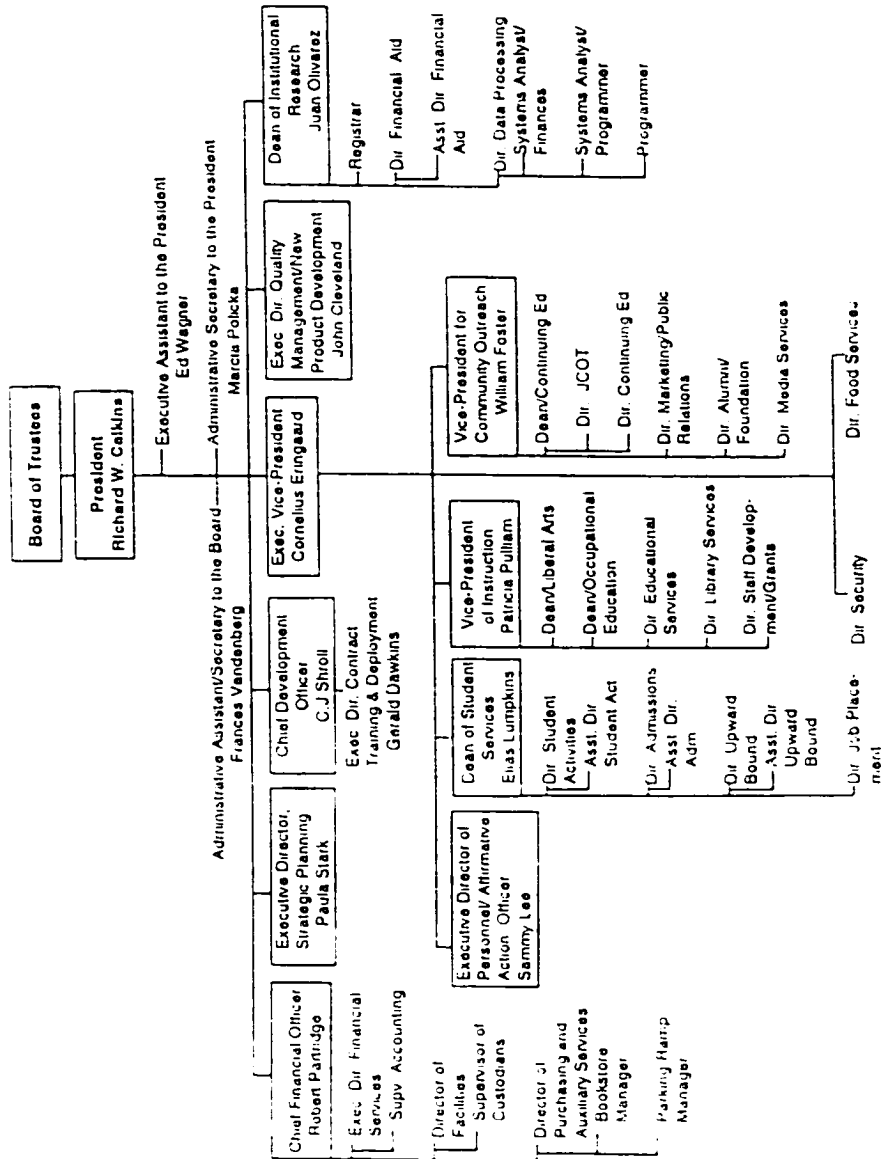 Board of Trustees
President
Richard W. Calkins
Executive Assistant to the President
Ed Wagner
Administrative Assistant/Secretary to the Board
Frances Vandenberg
Administrative Secretary to the President
Marcia Policka
Chief Financial Officer
Robert Partridge
Exec Dir Financial
Services
Supv Accounting
Director of
Facilities
Supervisor of
Custodians
Director of
Purchasing and
Auxiliary Services
Bookstore
Manager
Parking Ramp
Manager
Executive Director,
Strategic Planning
Paula Stark
Chief Development
Officer
C.J Shroll
Exec Dir. Contract
Training & Deployment
Gerald Dawkins
Exec. Vice-President
Cornelius Eringaard
Exec Dir. Quality
Management/New
Product Development
John Cleveland
Dean of Institutional
Research
Juan Olivarez
Registrar
Dir Financial Aid
Asst Dir Financial
Aid
Dir Data Processing
Systems Analyst/
Finances
Systems Analyst/
Programmer
Programmer
Executive Director of
Personnel/ Affirmative
Action Officer
Sammy Lee
Dean of Student
Services
Elias Lumpkins
Dir Student
Activities
Asst. Dir
Student Act
Dir Admissions
Asst Dir.
Adm
Dir Upward
Bound
Asst. Dir
Upward
Bound
Dir Job Place-
ment
Vice-President
of Instruction
Patricia Pulliam
Dean/Liberal Arts
Dean/Occupational
Education
Dir Educational
Services
Dir Library Services
Dir. Staff Develop-
ment/Grants
Vice-President for
Community Outreach
William Foster
Dean/Continuing Ed
Dir. JCOT
Dir. Continuing Ed
Dir. Marketing/Public
Relations
Dir. Alumni/
Foundation
Dir Media Services
Dir Security
Dir. Food Services